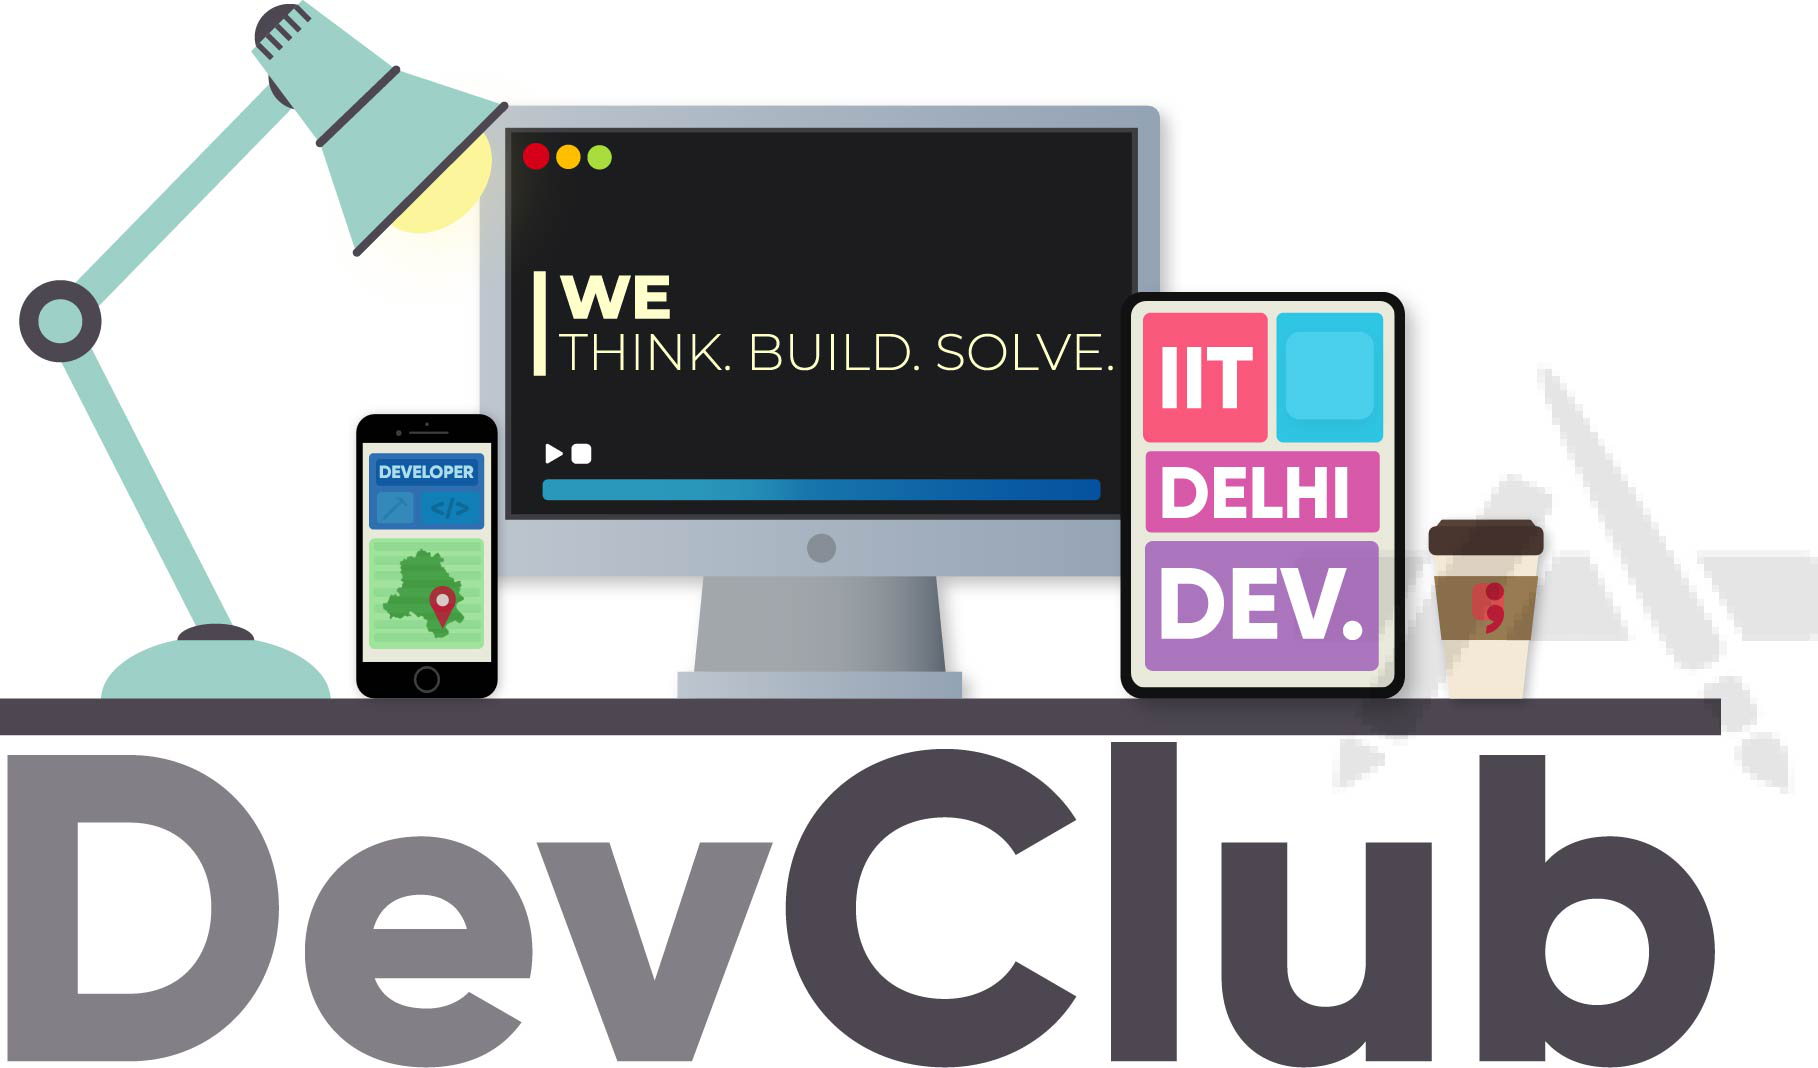 WE
THINK. BUILD. SOLVE.
DEVELOPER
</>
IIT
DELHI
DEV.
;
DevClub